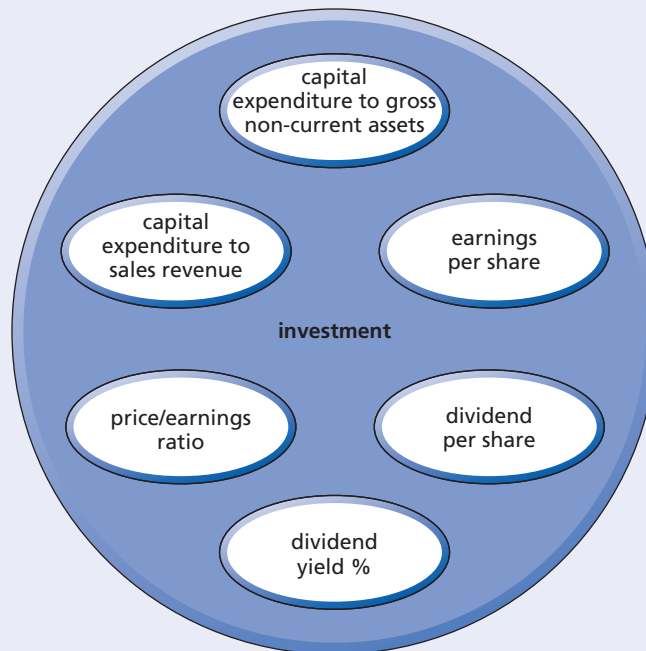 capital
expenditure to gross
non-current assets
capital
expenditure to
sales revenue
earnings
per share
investment
price/earnings
ratio
dividend
per share
dividend
yield %